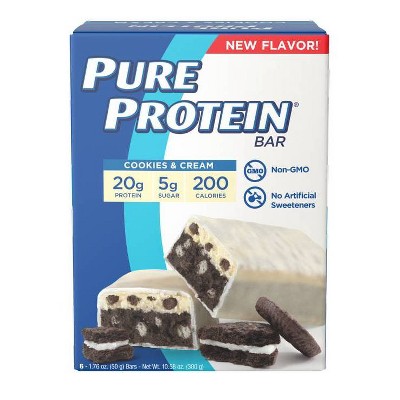 NEW FLAVOR!
PURE
PROTEIN®
BAR
COOKIES & CREAM
20g 5g 200
PROTEIN SUGAR CALORIES
GMO Non-GMO
No Artificial
Sweeteners
6 - 1.76 oz. (50 g) Bars - Net Wt. 10.58 oz. (300 g)